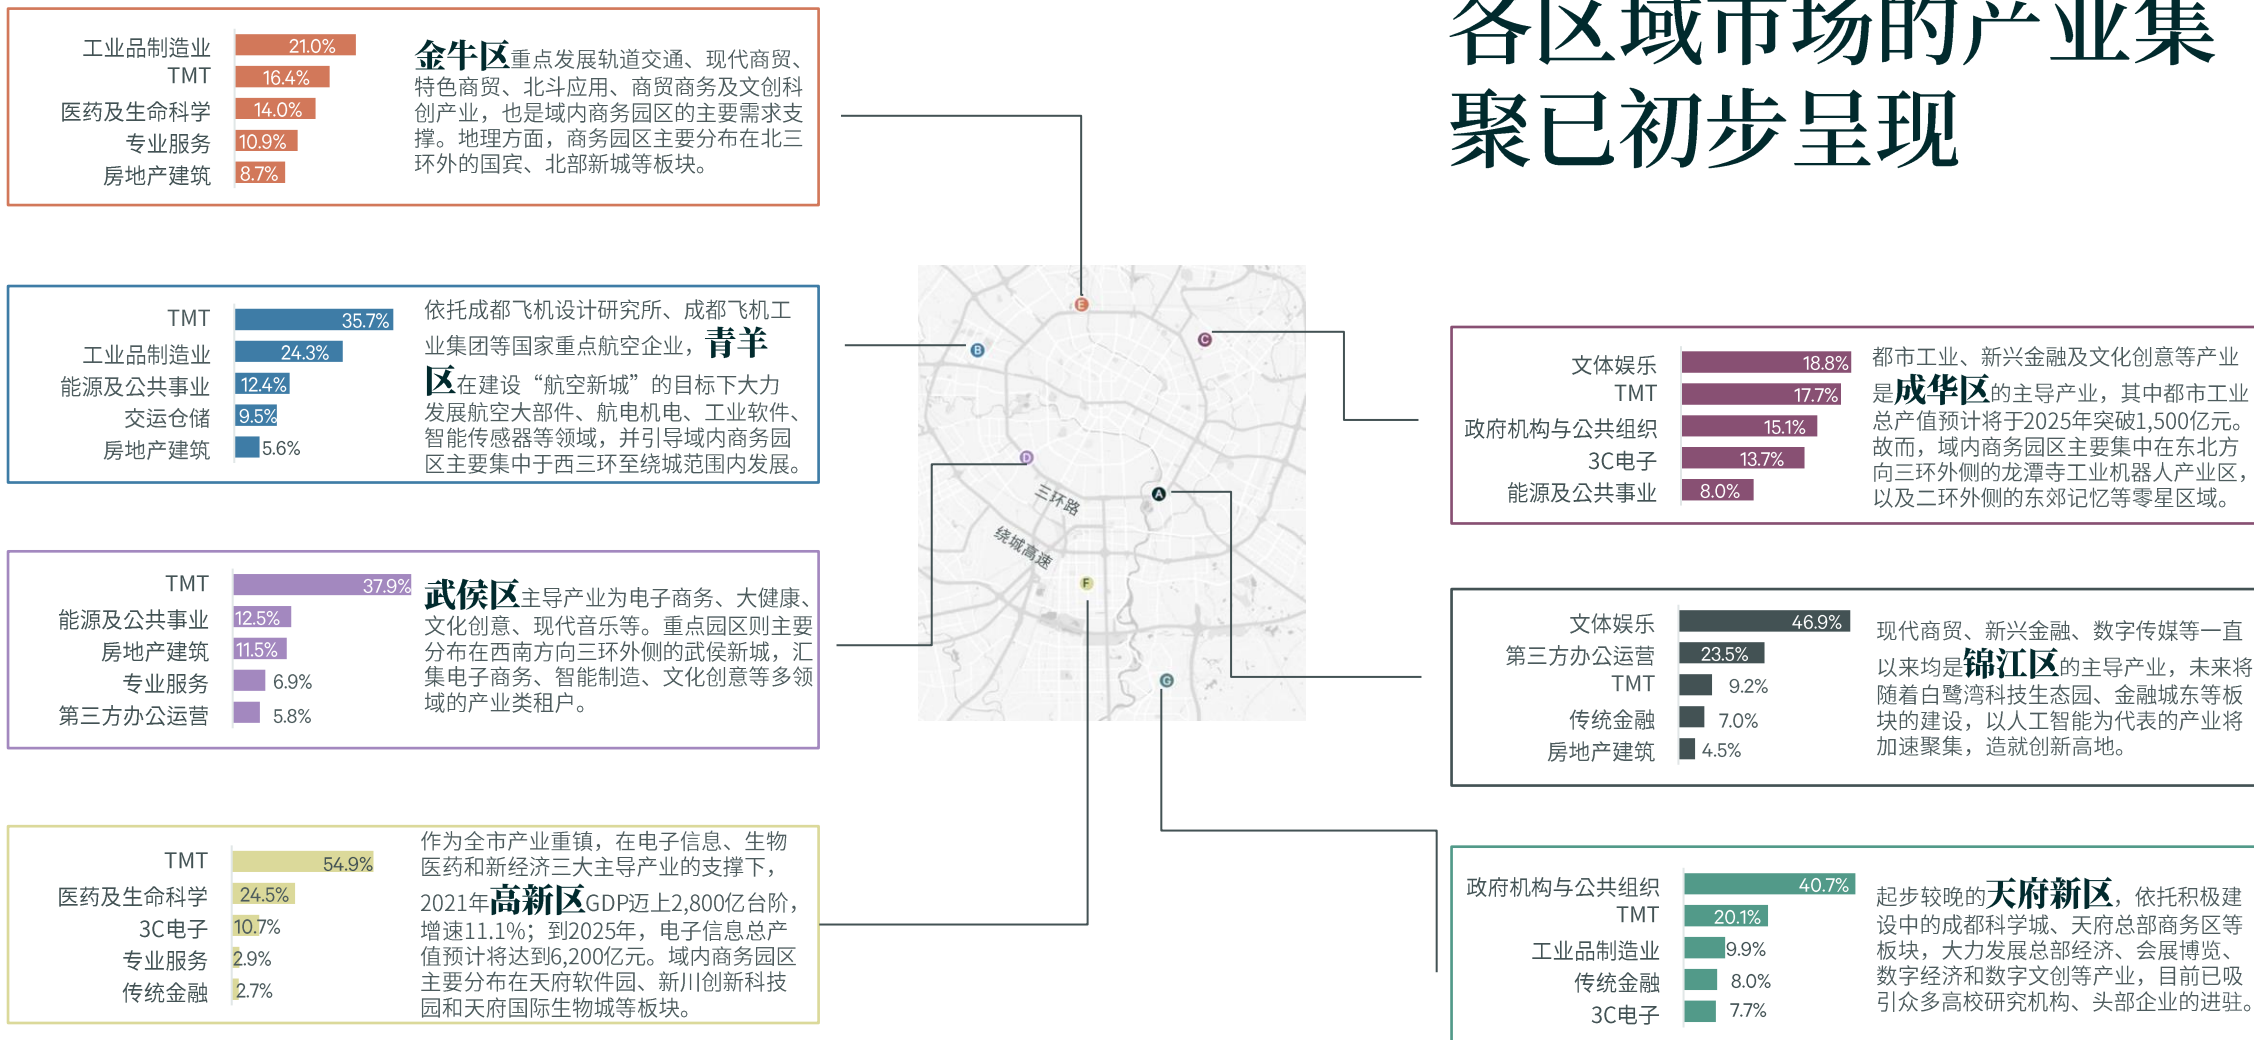 各区域市场的产业集
聚已初步呈现
工业品制造业 21.0%
TMT 16.4%
医药及生命科学 14.0%
专业服务 10.9%
房地产建筑 8.7%
金牛区重点发展轨道交通、现代商贸、
特色商贸、北斗应用、商贸商务及文创科
创产业，也是域内商务园区的主要需求支
撑。地理方面，商务园区主要分布在北三
环外的国宾、北部新城等板块。
TMT 35.7%
工业品制造业 24.3%
能源及公共事业 12.4%
交运仓储 9.5%
房地产建筑 5.6%
依托成都飞机设计研究所、成都飞机工
业集团等国家重点航空企业，青羊
区在建设“航空新城”的目标下大力
发展航空大部件、航电机电、工业软件、
智能传感器等领域，并引导域内商务园
区主要集中于西三环至绕城范围内发展。
TMT 37.9%
能源及公共事业 12.5%
房地产建筑 11.5%
专业服务 6.9%
第三方办公运营 5.8%
武侯区主导产业为电子商务、大健康、
文化创意、现代音乐等。重点园区则主要
分布在西南方向三环外侧的武侯新城，汇
集电子商务、智能制造、文化创意等多领
域的产业类租户。
TMT 54.9%
医药及生命科学 24.5%
3C电子 10.7%
专业服务 2.9%
传统金融 2.7%
作为全市产业重镇，在电子信息、生物
医药和新经济三大主导产业的支撑下，
2021年高新区GDP迈上2,800亿台阶，
增速11.1%；到2025年，电子信息总产
值预计将达到6,200亿元。域内商务园区
主要分布在天府软件园、新川创新科技
园和天府国际生物城等板块。
E
B
C
D
A
三环路
绕城高速
F
G
文体娱乐 18.8%
TMT 17.7%
政府机构与公共组织 15.1%
3C电子 13.7%
能源及公共事业 8.0%
都市工业、新兴金融及文化创意等产业
是成华区的主导产业，其中都市工业
总产值预计将于2025年突破1,500亿元。
故而，域内商务园区主要集中在东北方
向三环外侧的龙潭寺工业机器人产业区，
以及二环外侧的东郊记忆等零星区域。
文体娱乐 46.9%
第三方办公运营 23.5%
TMT 9.2%
传统金融 7.0%
房地产建筑 4.5%
现代商贸、新兴金融、数字传媒等一直
以来均是锦江区的主导产业，未来将
随着白鹭湾科技生态园、金融城东等板
块的建设，以人工智能为代表的产业将
加速聚集，造就创新高地。
政府机构与公共组织 40.7%
TMT 20.1%
工业品制造业 9.9%
传统金融 8.0%
3C电子 7.7%
起步较晚的天府新区，依托积极建
设中的成都科学城、天府总部商务区等
板块，大力发展总部经济、会展博览、
数字经济和数字文创等产业，目前已吸
引众多高校研究机构、头部企业的进驻。